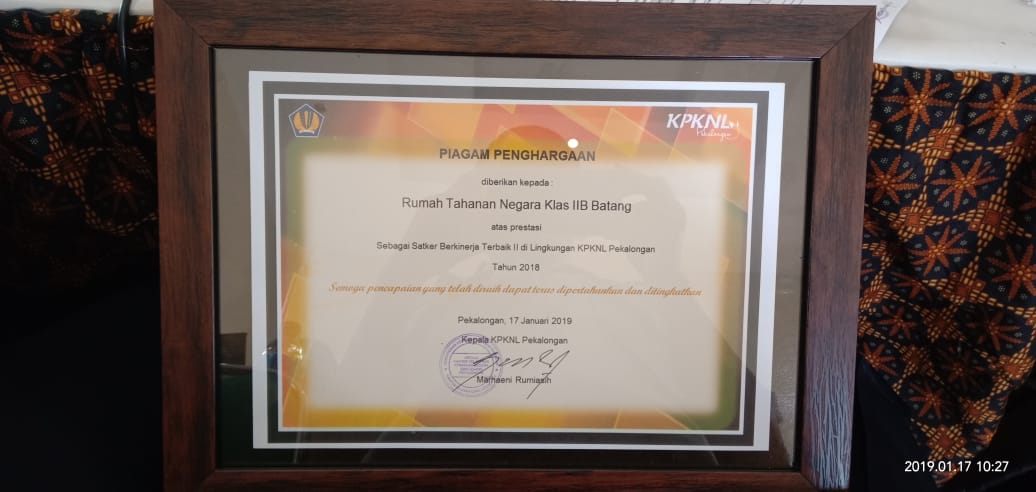 KPKNL
Pekalongan
PIAGAM PENGHARGAAN
diberikan kepada :
Rumah Tahanan Negara Klas IIB Batang
atas prestasi
Sebagai Satker Berkinerja Terbaik II di Lingkungan KPKNL Pekalongan
Tahun 2018
Semoga pencapaian yang telah diraih dapat terus dipertahankan dan ditingkatkan
Pekalongan, 17 Januari 2019
Kepala KPKNL Pekalongan
Marhaeni Rumiasih
2019.01.17 10:27